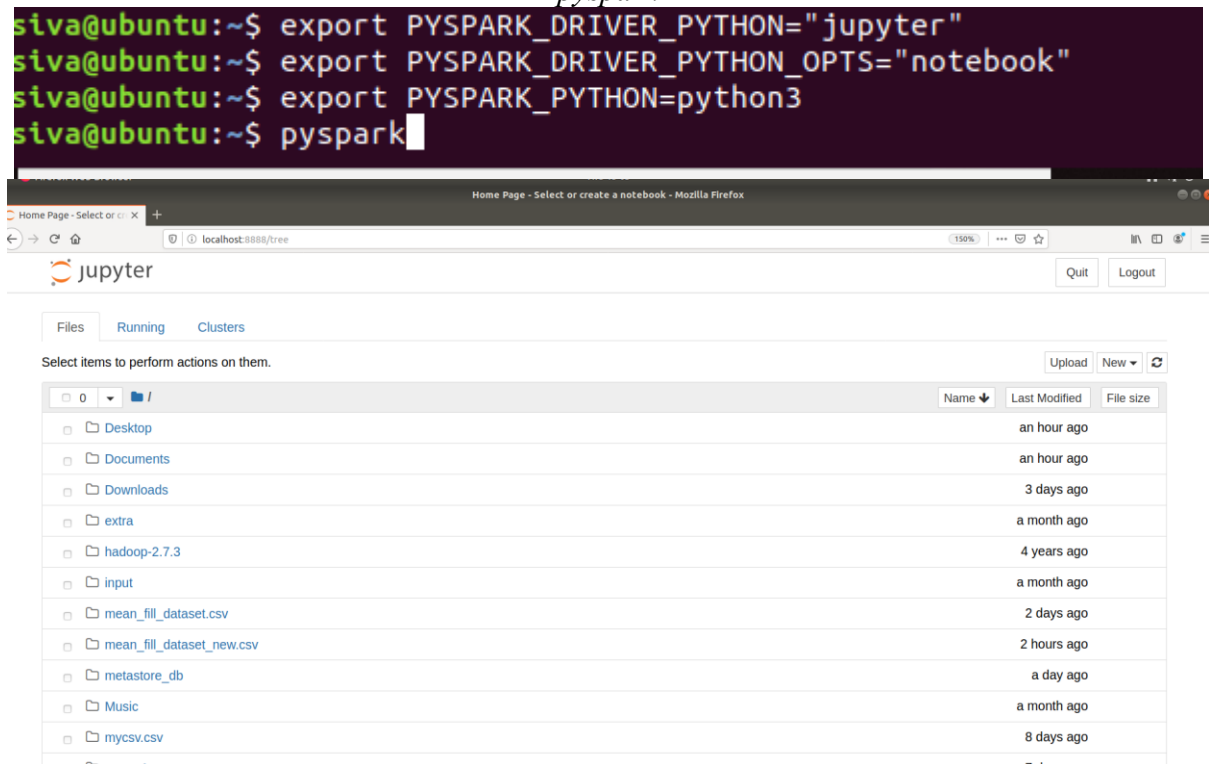 pyspark.
siva@ubuntu:~$ export PYSPARK_DRIVER_PYTHON="jupyter"
siva@ubuntu:~$ export PYSPARK_DRIVER_PYTHON_OPTS="notebook"
siva@ubuntu:~$ export PYSPARK_PYTHON=python3
siva@ubuntu:~$ pyspark
Home Page - Select or create a notebook - Mozilla Firefox
Home Page - Select or c
localhost:8888/tree 150%
jupyter Quit Logout
Files Running Clusters
Select items to perform actions on them. Upload New
0 / Name Last Modified File size
Desktop an hour ago
Documents an hour ago
Downloads 3 days ago
extra a month ago
hadoop-2.7.3 4 years ago
input a month ago
mean_fill_dataset.csv 2 days ago
mean_fill_dataset_new.csv 2 hours ago
metastore_db a day ago
Music a month ago
mycsv.csv 8 days ago